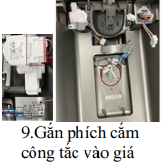 9.Gắn phích cắm
công tắc vào giá